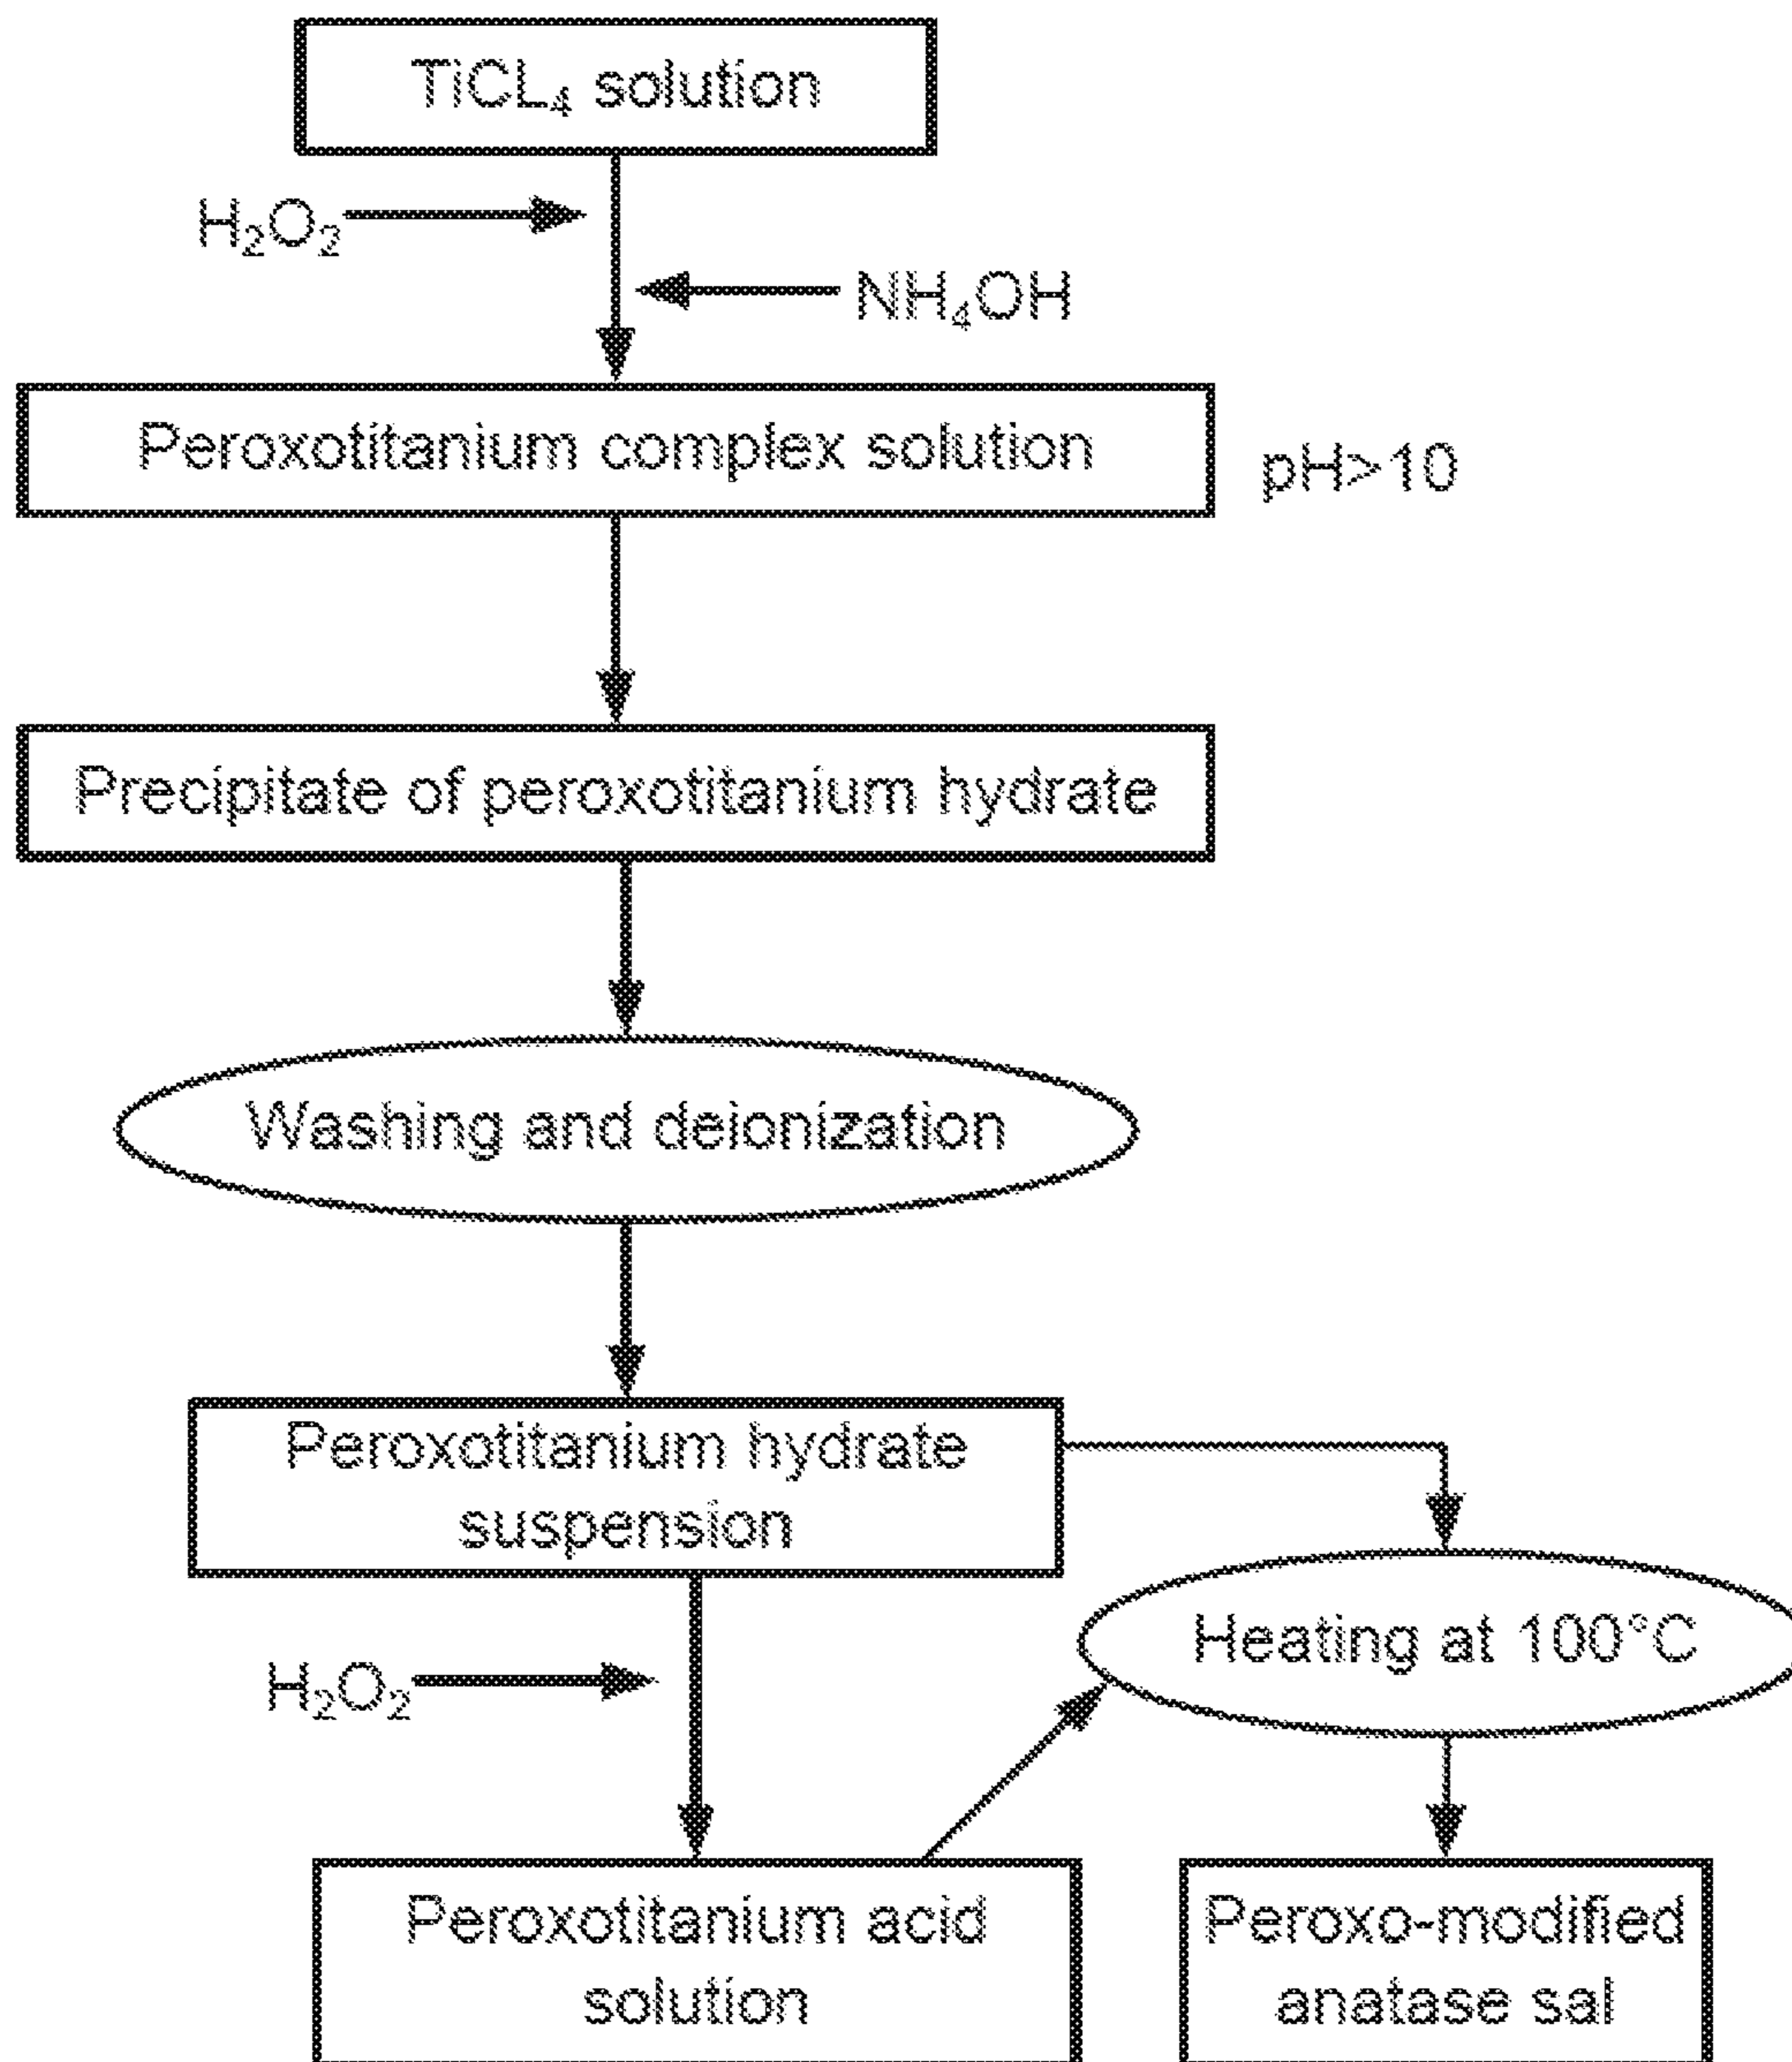 TiCL₄ solution
H₂O₂
NH₄OH
Peroxotitanium complex solution
pH>10
Precipitate of peroxotitanium hydrate
Washing and deionization
Peroxotitanium hydrate
suspension
Heating at 100°C
H₂O₂
Peroxotitanium acid
solution
Peroxo-modified
anatase sal